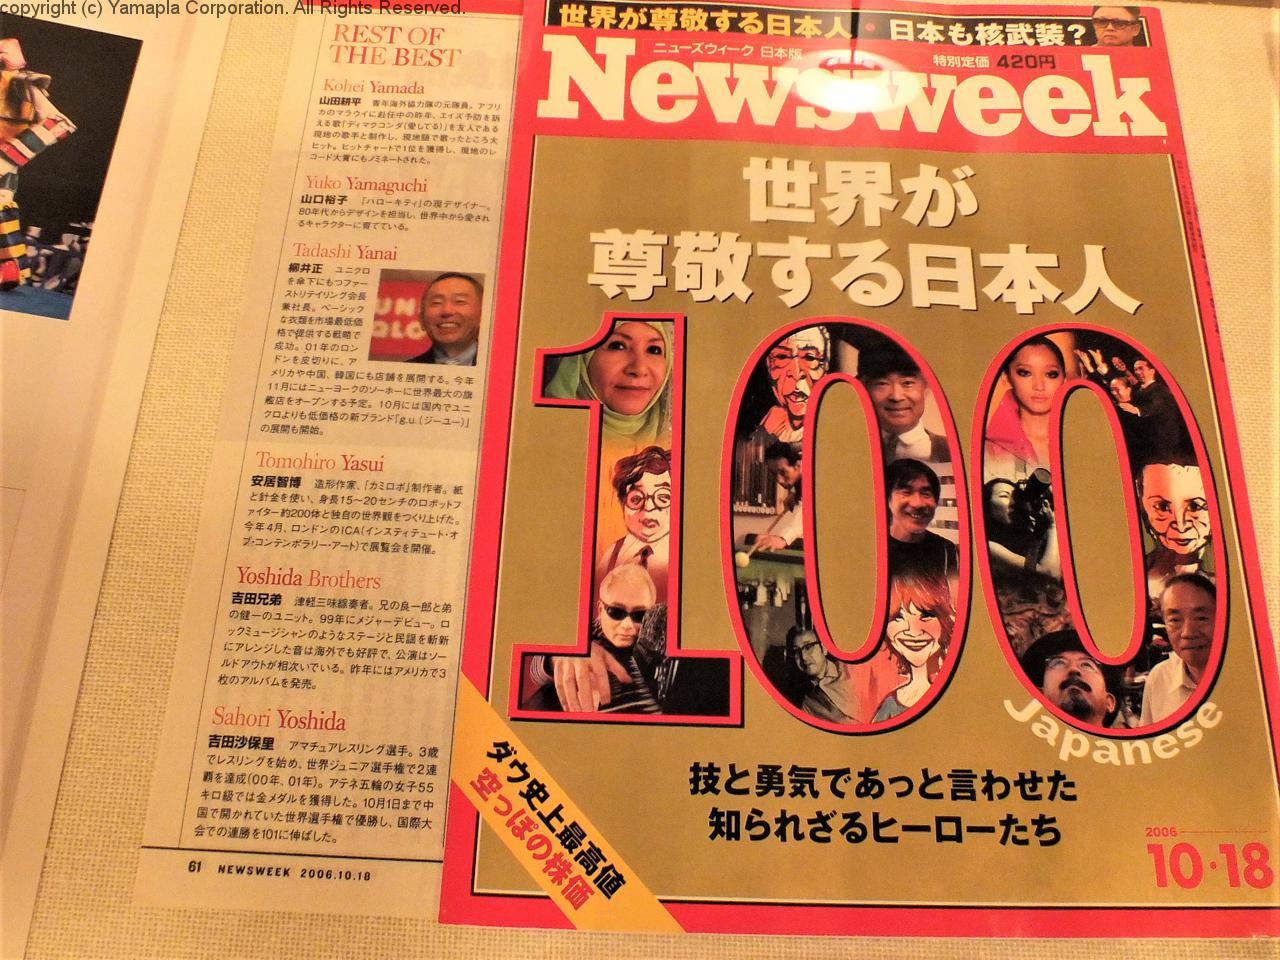 copyright (c) Yamapla Corporation. All Rights Reserved.
REST OF
THE BEST
Kohei Yamada
山田耕平 青年海外協力隊の元隊員。アフリ
カのマラウイに赴任中の昨年、エイズ予防を訴
える歌「ディマクコンダ(愛してる)」を友人である
現地の歌手と制作し、現地語で歌ったところ大
ヒット。ヒットチャートで1位を獲得し、現地のレ
コード大賞にもノミネートされた。
Yuko Yamaguchi
山口裕子 「ハローキティ」の現デザイナー。
80年代からデザインを担当し、世界中から愛され
るキャラクターに育てている。
Tadashi Yanai
柳井正 ユニクロ
を傘下にもつファー
ストリテイリング会長
兼社長。ベーシック
な衣類を市場最低価
格で提供する戦略で
成功。01年のロン
ドンを皮切りに、ア
メリカや中国、韓国にも店舗を展開する。今年
11月にはニューヨークのソーホーに世界最大の旗
艦店をオープンする予定。10月には国内でユニ
クロよりも低価格の新ブランド「g.u.(ジーユー)」
の展開も開始。
Tomohiro Yasui
安居智博 造形作家、「カミロボ」制作者。紙
と針金を使い、身長15〜20センチのロボットフ
ァイター約200体と独自の世界観をつくり上げた。
今年4月、ロンドンのICA(インスティテュート・オ
ブ・コンテンポラリー・アート)で展覧会を開催。
Yoshida Brothers
吉田兄弟 津軽三味線奏者。兄の良一郎と弟
の健一のユニット。99年にメジャーデビュー。ロ
ックミュージシャンのようなステージと民謡を斬新
にアレンジした音は海外でも好評で、公演はソー
ルドアウトが相次いでいる。昨年にはアメリカで3
枚のアルバムを発売。
Sahori Yoshida
吉田沙保里 アマチュアレスリング選手。3歳
でレスリングを始め、世界ジュニア選手権で2連
覇を達成(00年、01年)。アテネ五輪の女子55
キロ級では金メダルを獲得した。10月1日まで中
国で開かれていた世界選手権で優勝し、国際大
会での連勝を101に伸ばした。
61 NEWSWEEK 2006.10.18
世界が尊敬する日本人・日本も核武装?
ニューズウィーク 日本版
特別定価 420円
Newsweek
世界が
尊敬する日本人
100
Japanese
技と勇気であっと言わせた
知られざるヒーローたち
ダウ史上最高値
空っぽの株価
2006
10・18